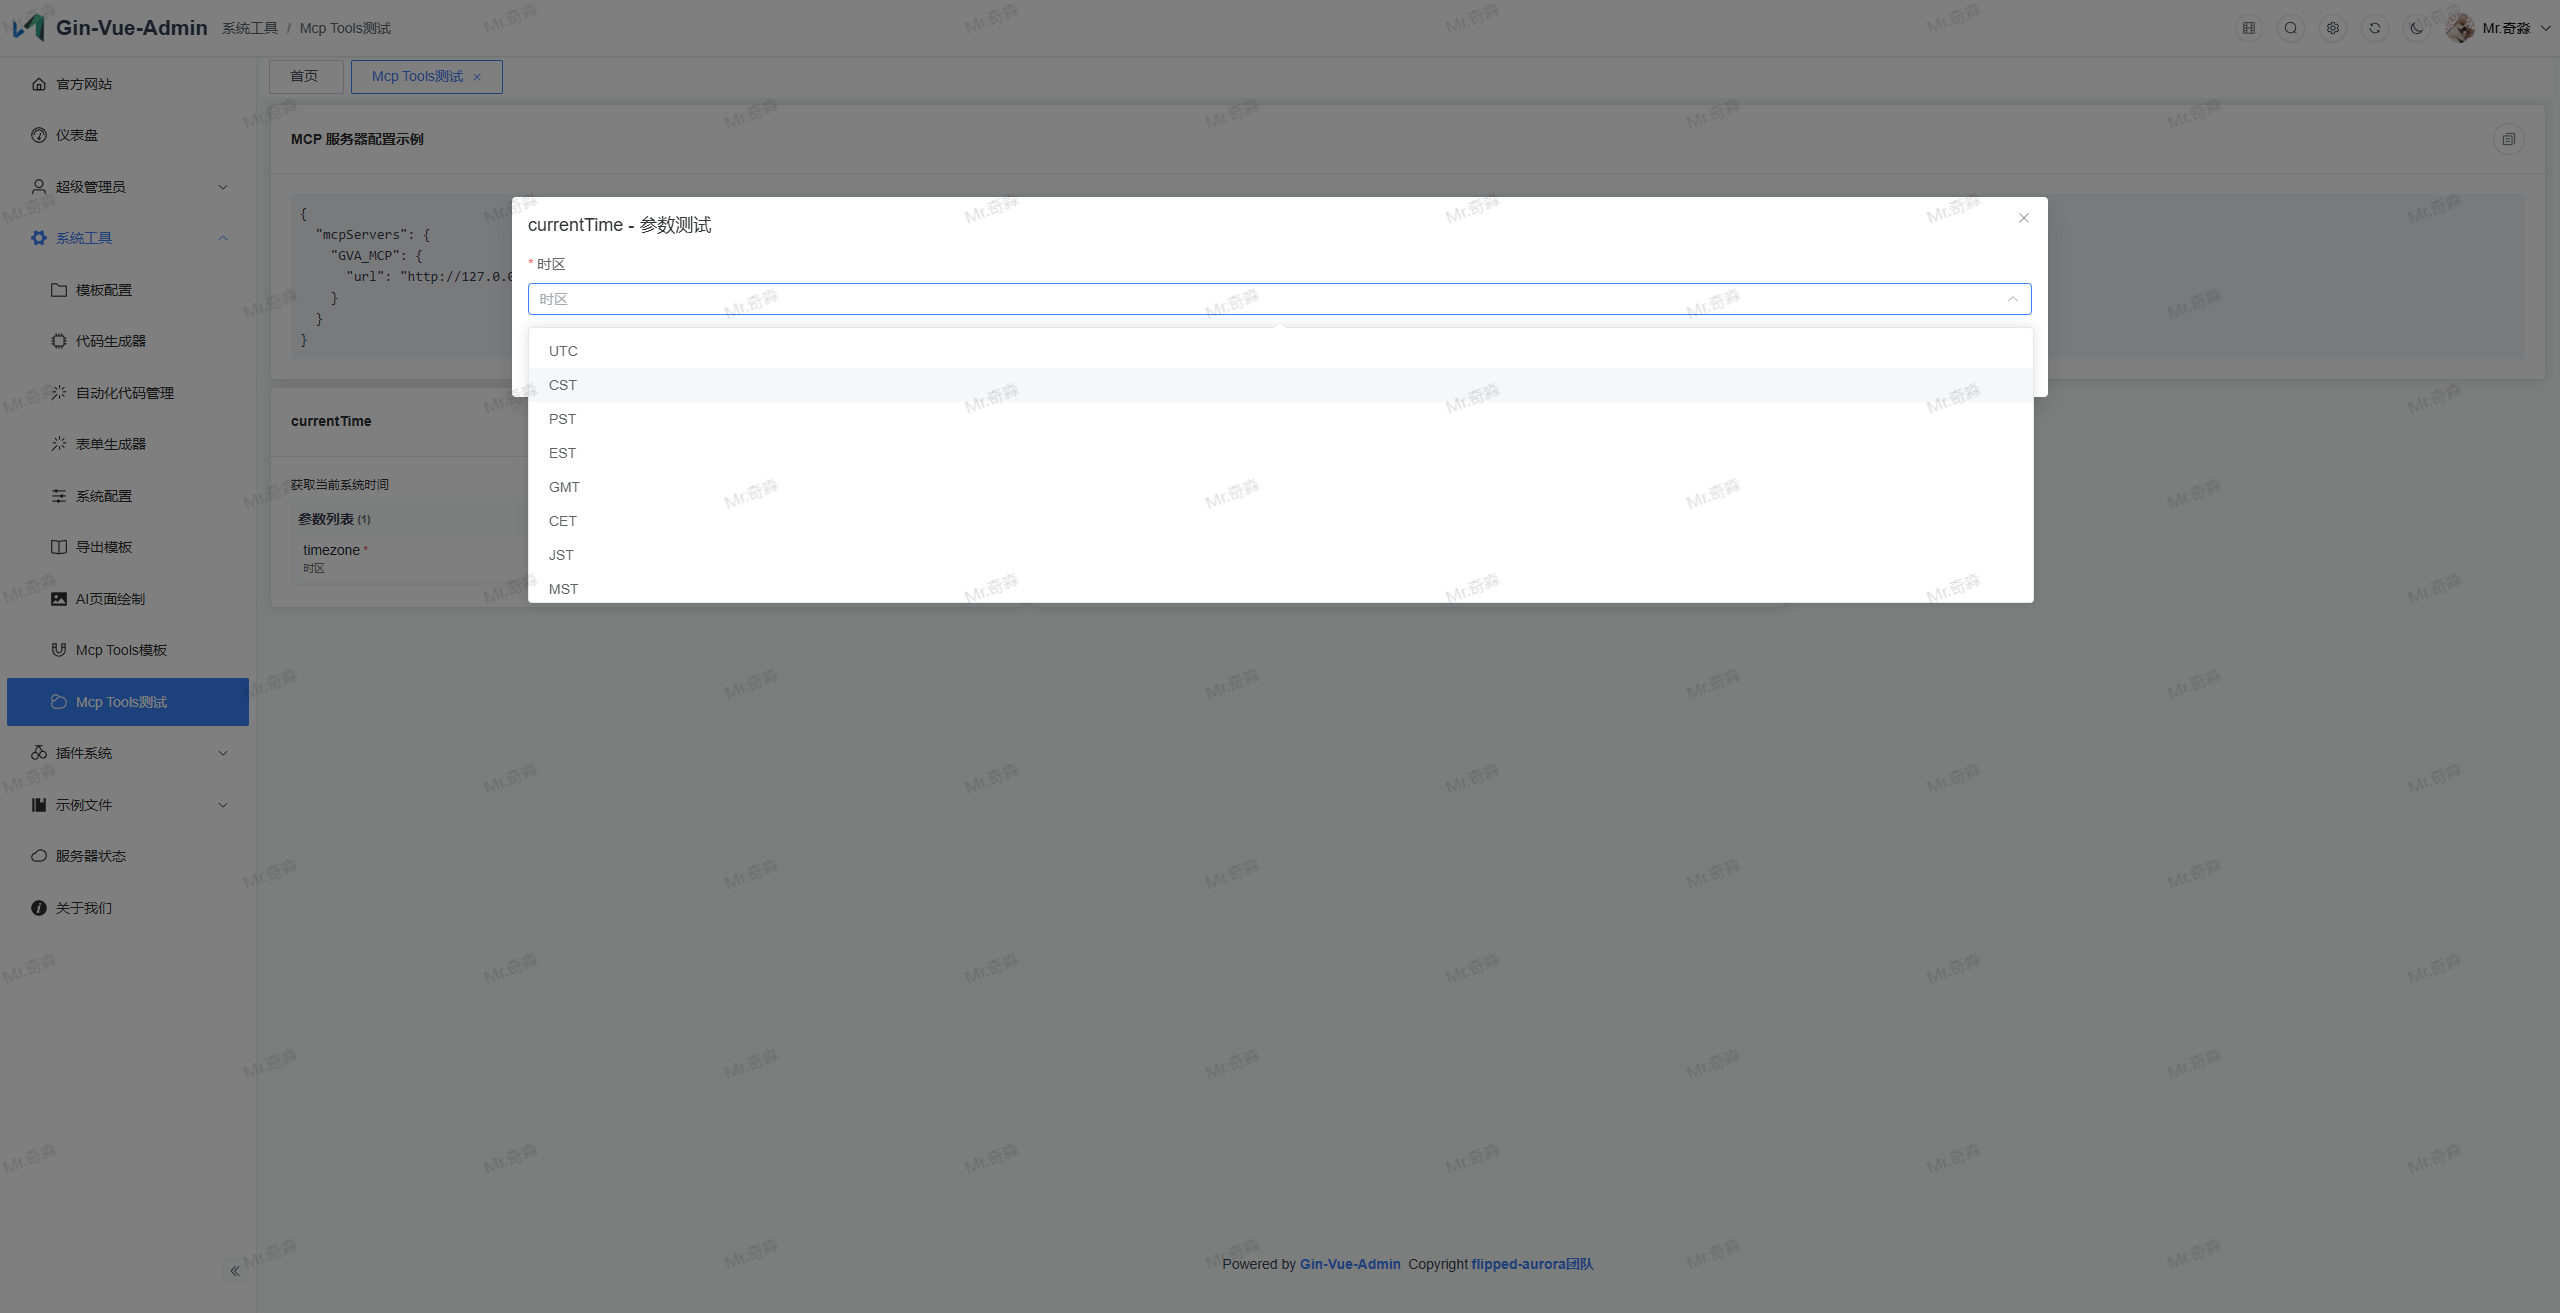 Gin-Vue-Admin
系统工具 / Mcp Tools测试
Mr.奇淼
官方网站
仪表盘
超级管理员
系统工具
模板配置
代码生成器
自动化代码管理
表单生成器
系统配置
导出模板
AI页面绘制
Mcp Tools模板
Mcp Tools测试
插件系统
示例文件
服务器状态
关于我们
首页
Mcp Tools测试
MCP 服务器配置示例
{
"mcpServers": {
"GVA_MCP": {
"url": "http://127.0.0
}
}
}
currentTime
获取当前系统时间
参数列表 (1)
timezone *
时区
currentTime - 参数测试
* 时区
时区
UTC
CST
PST
EST
GMT
CET
JST
MST
Powered by Gin-Vue-Admin Copyright flipped-aurora团队